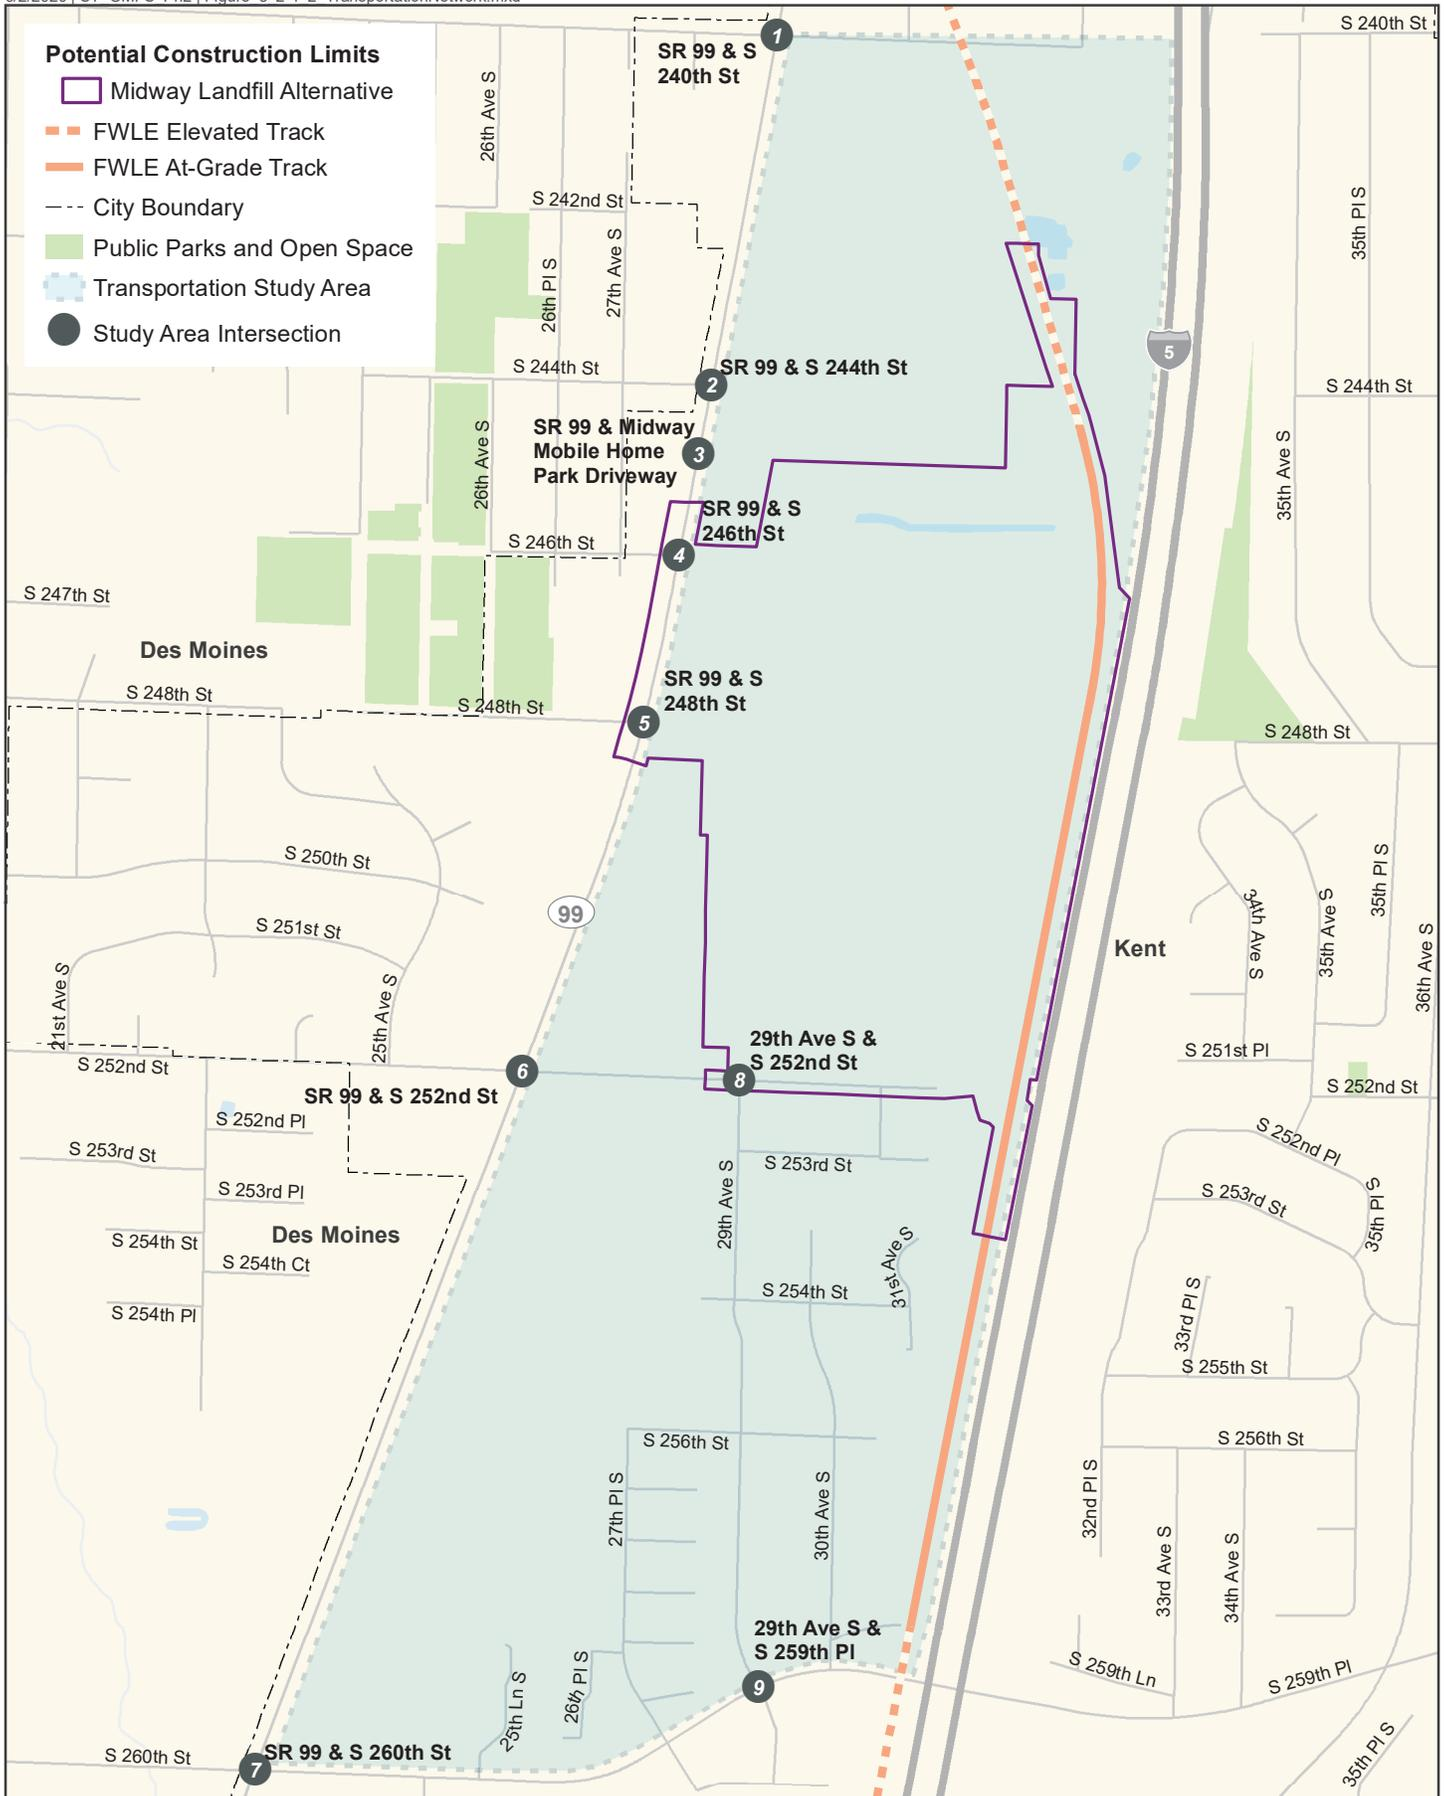 S 240th St
Potential Construction Limits
Midway Landfill Alternative
FWLE Elevated Track
FWLE At-Grade Track
City Boundary
Public Parks and Open Space
Transportation Study Area
Study Area Intersection
1
SR 99 & S
240th St
26th Ave S
S 242nd St
26th Pl S
27th Ave S
35th Pl S
5
S 244th St
2
SR 99 & S 244th St
S 244th St
SR 99 & Midway
Mobile Home
Park Driveway
3
26th Ave S
35th Ave S
SR 99 & S
246th St
S 246th St
4
S 247th St
Des Moines
SR 99 & S
248th St
S 248th St
S 248th St
5
S 248th St
S 250th St
99
S 251st St
35th Pl S
34th Ave S
35th Ave S
36th Ave S
Kent
21st Ave S
25th Ave S
29th Ave S &
S 252nd St
S 251st Pl
S 252nd St
6
8
SR 99 & S 252nd St
S 252nd St
S 252nd Pl
S 252nd Pl
S 253rd St
S 253rd St
29th Ave S
S 253rd Pl
S 253rd St
35th Pl S
Des Moines
S 254th St
S 254th Ct
31st Ave S
S 254th St
S 254th Pl
33rd Pl S
S 255th St
S 256th St
S 256th St
27th Pl S
30th Ave S
32nd Pl S
33rd Ave S
34th Ave S
29th Ave S &
S 259th Pl
S 259th Ln
S 259th Pl
9
25th Ln S
26th Pl S
S 260th St
7
SR 99 & S 260th St
35th Pl S